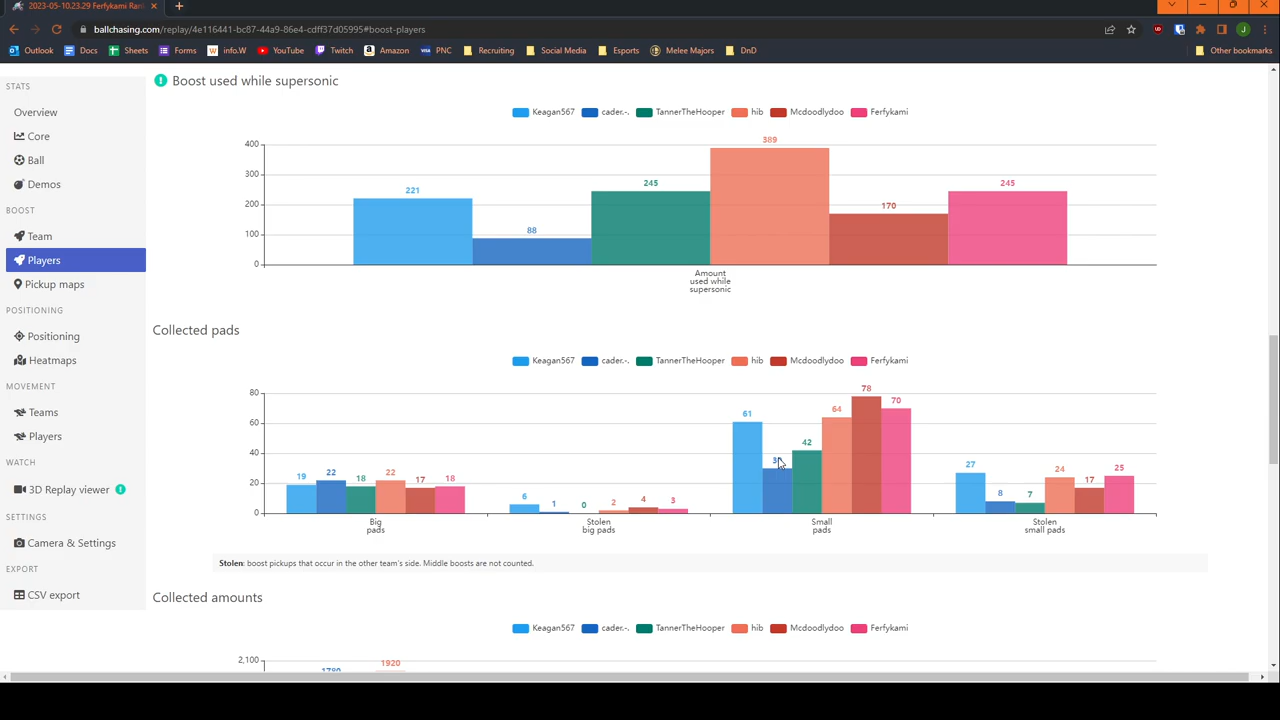 2023-05-10.23.29 Ferfykami Rank
ballchasing.com/replay/4e116441-bc87-44a9-86e4-cdff37d05995#boost-players
Outlook Docs Sheets Forms info.W YouTube Twitch Amazon PNC Recruiting Social Media Esports Melee Majors DnD Other bookmarks
STATS
Overview
Core
Ball
Demos
BOOST
Team
Players
Pickup maps
POSITIONING
Positioning
Heatmaps
MOVEMENT
Teams
Players
WATCH
3D Replay viewer
SETTINGS
Camera & Settings
EXPORT
CSV export
Boost used while supersonic
Keagan567 cader.-. TannerTheHooper hib Mcdoodlydoo Ferfykami
400
300
200
100
0
221 88 245 389 170 245
Amount
used while
supersonic
Collected pads
Keagan567 cader.-. TannerTheHooper hib Mcdoodlydoo Ferfykami
80
60
40
20
0
19 22 18 22 17 18
6 1 0 2 4 3
61 42 64 78 70
27 8 7 24 17 25
Big
pads
Stolen
big pads
Small
pads
Stolen
small pads
Stolen: boost pickups that occur in the other team's side. Middle boosts are not counted.
Collected amounts
Keagan567 cader.-. TannerTheHooper hib Mcdoodlydoo Ferfykami
2,100
1780 1920